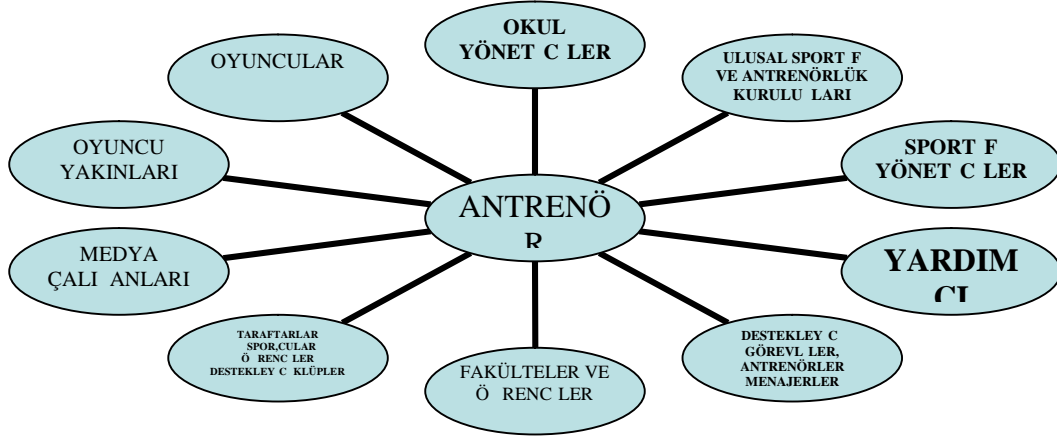 OKUL
YÖNET C LER
OYUNCULAR
ULUSAL SPORT F
VE ANTRENÖRLÜK
KURULU LARI
OYUNCU
YAKINLARI
SPORT F
YÖNET C LER
ANTRENÖ
R
MEDYA
ÇALI ANLARI
YARDIM
CI
TARAFTARLAR
SPOR,CULAR
Ö RENC LER
DESTEKLEY C KLÜPLER
FAKÜLTELER VE
Ö RENC LER
DESTEKLEY C
GÖREVL LER,
ANTRENÖRLER
MENAJERLER